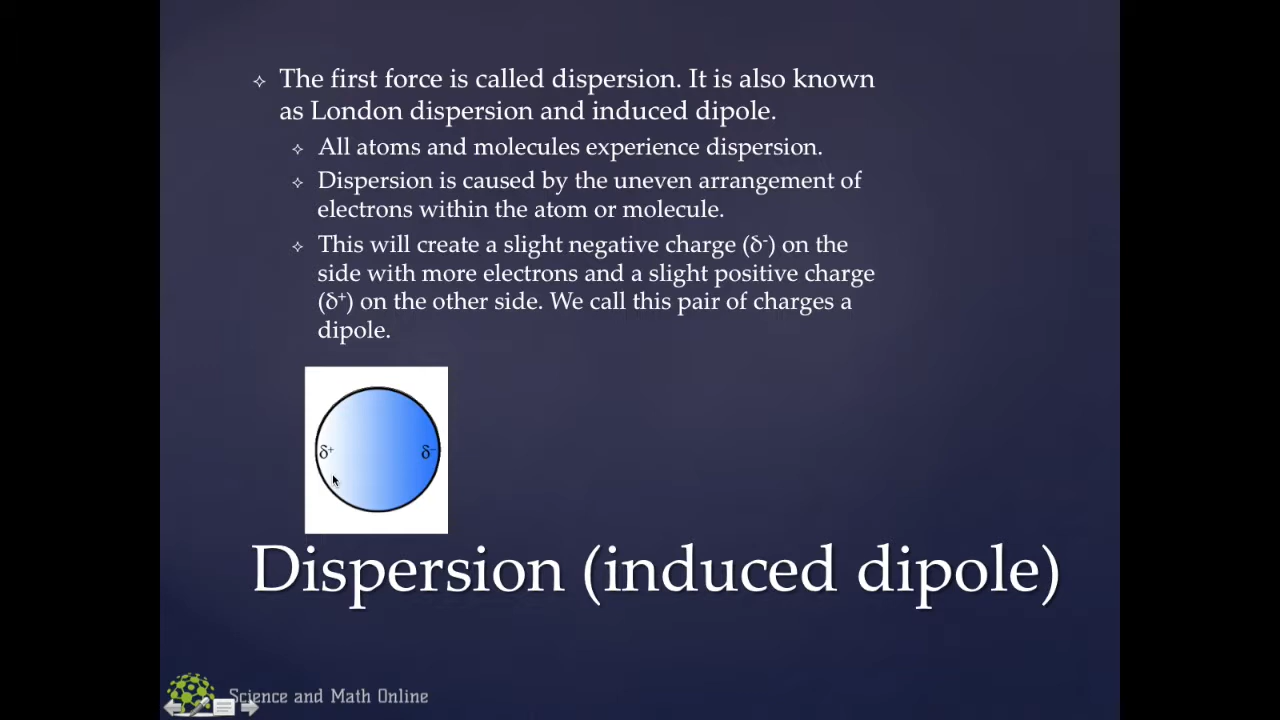 The first force is called dispersion. It is also known
as London dispersion and induced dipole.
All atoms and molecules experience dispersion.
Dispersion is caused by the uneven arrangement of
electrons within the atom or molecule.
This will create a slight negative charge (δ⁻) on the
side with more electrons and a slight positive charge
(δ⁺) on the other side. We call this pair of charges a
dipole.
δ⁺ δ⁻
Dispersion (induced dipole)
Science and Math Online